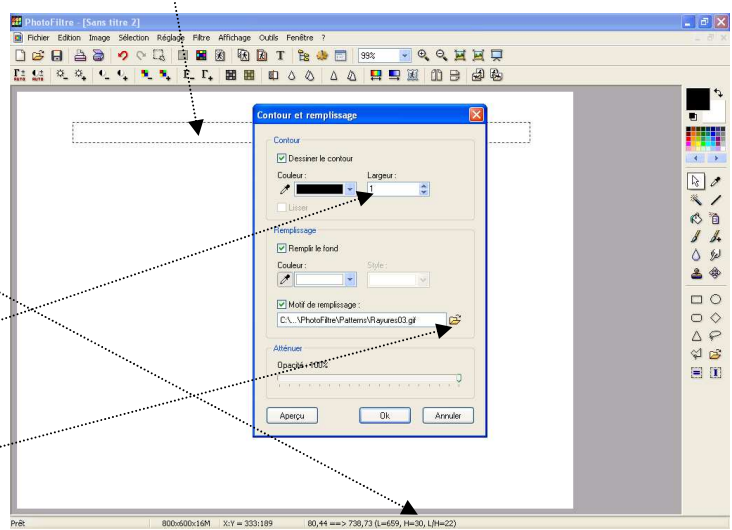 PhotoFiltre - [Sans titre 2]
Fichier Edition Image Sélection Réglage Filtre Affichage Outils Fenêtre ?
99%
Contour et remplissage
Contour
Dessiner le contour
Couleur : Largeur :
1
Lisser
Remplissage
Remplir le fond
Couleur : Style :
Motif de remplissage :
C:\...\PhotoFiltre\Patterns\Rayures03.gif
Atténuer
Opacité : 100%
Aperçu Ok Annuler
Prêt 800x600x16M X:Y = 333:189 80,44 ==> 738,73 (L=659, H=30, L/H=22)